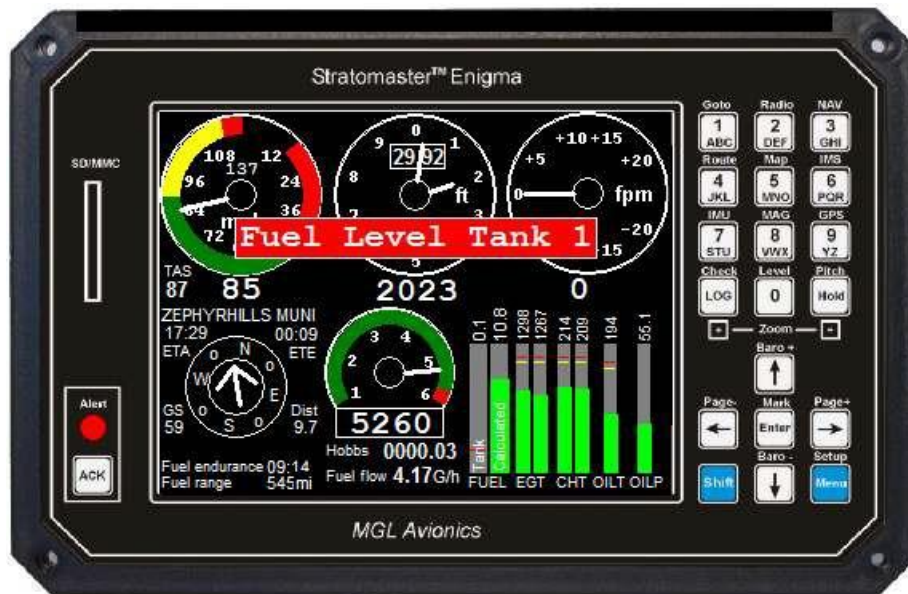 Stratomaster™ Enigma
SD/MMC
Alert
ACK
108 137 12
96 24
84 36
72
TAS
87 85
9 0 1
29.92
8 2
ft
3
5
2023
+10 +15
+5 +20
0 fpm
-20
-15
0
Fuel Level Tank 1
ZEPHYRHILLS MUNI
17:29 00:09
ETA ETE
N
W E
S
GS
59
Dist
9.7
Fuel endurance 09:14
Fuel range 545mi
1 2 3 4 5 6
5260
Hobbs 0000.03
Fuel flow 4.17G/h
0.1 10.8 1298 1267 214 209 194 55.1
Tank Calculated
FUEL EGT CHT OILT OILP
Goto Radio NAV
1 2 3
ABC DEF GHI
Route Map IMS
4 5 6
JKL MNO PQR
IMU MAG GPS
7 8 9
STU VWX YZ
Check Level Pitch
LOG 0 Hold
+ Zoom -
Baro +
Page- Mark Page+
Enter
Baro - Setup
Shift Menu
MGL Avionics